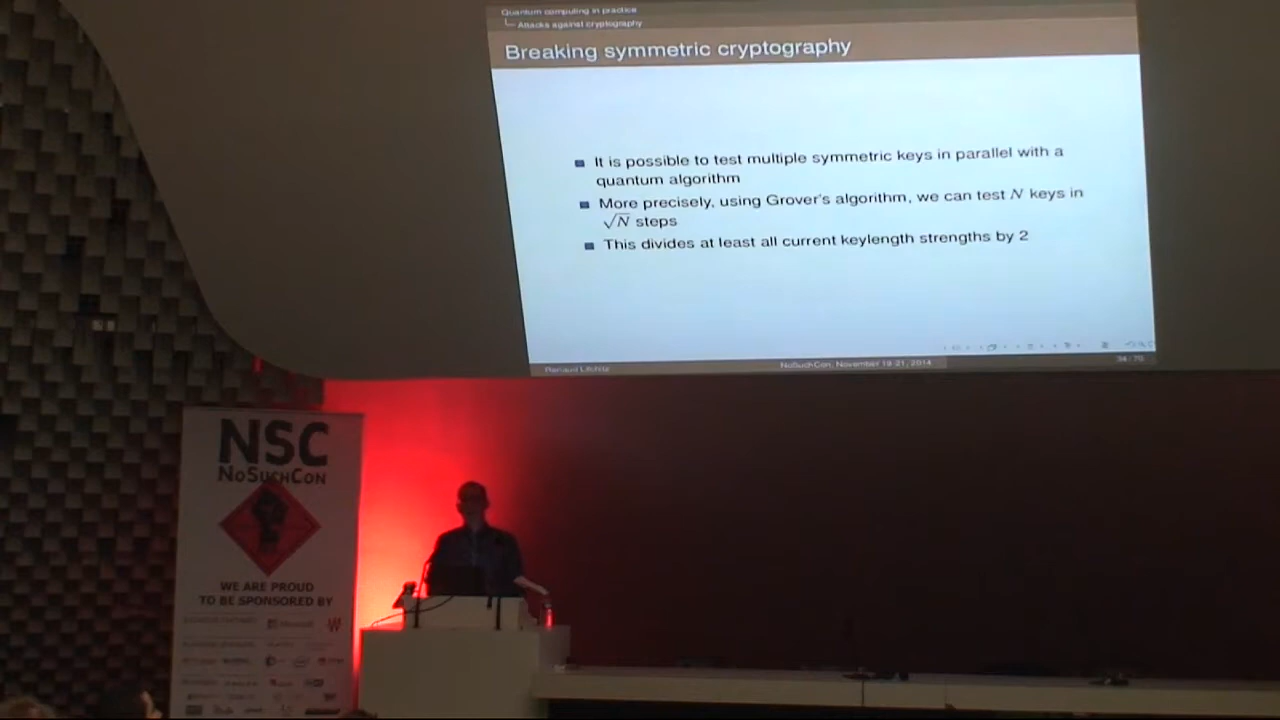 Quantum computing in practice
Attacks against cryptography
Breaking symmetric cryptography
It is possible to test multiple symmetric keys in parallel with a
quantum algorithm
More precisely, using Grover's algorithm, we can test N keys in
√N steps
This divides at least all current keylength strengths by 2
NoSuchCon, November 19-21, 2014
34 / 70
NSC
NoSuchCon
WE ARE PROUD
TO BE SPONSORED BY
Microsoft